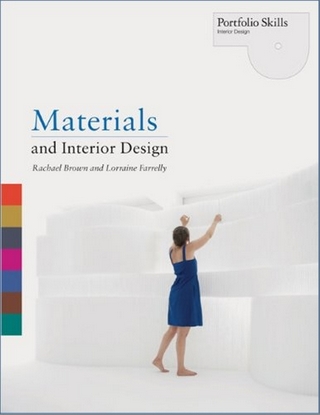 Portfolio Skills
Interior Design
Materials
and Interior Design
Rachael Brown and Lorraine Farrelly